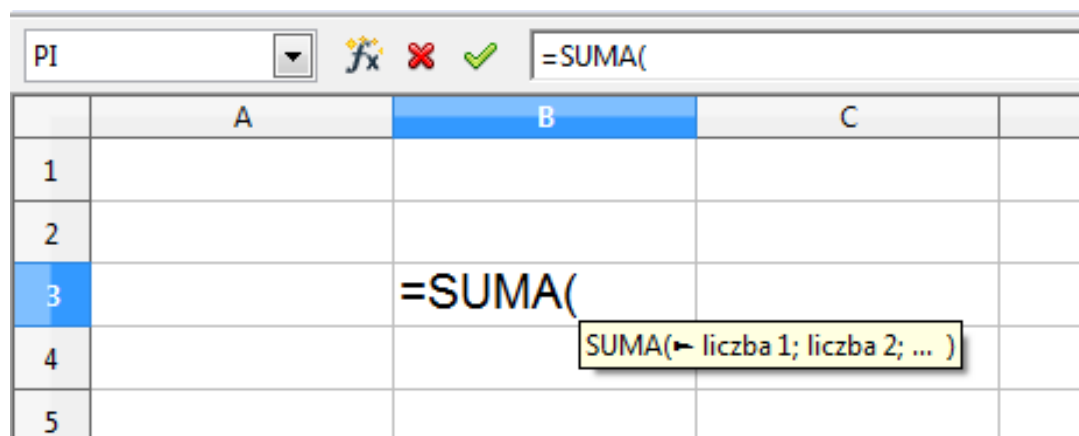 PI =SUMA(
A B C
1
2
3 =SUMA(
SUMA( liczba 1; liczba 2; ... )
4
5